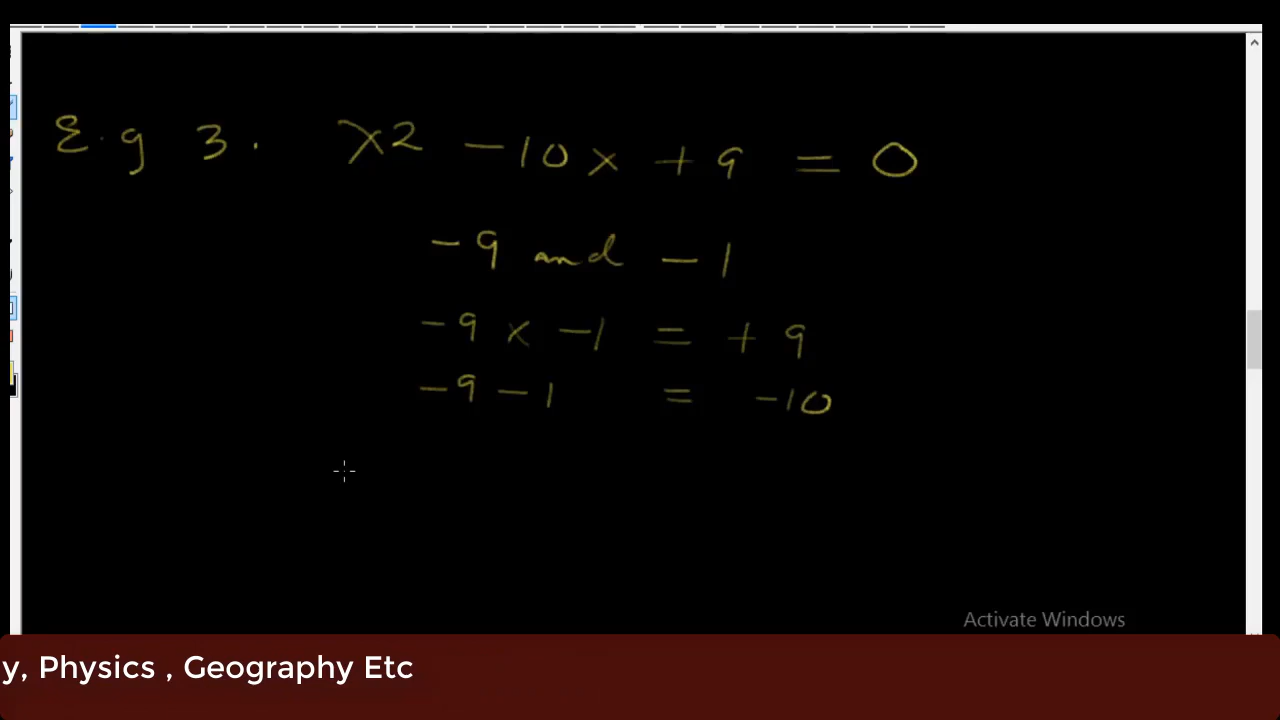 E.g 3. x2 -10x + 9 = 0
-9 and -1
-9 x -1 = + 9
-9 - 1 = -10
Activate Windows
y, Physics , Geography Etc